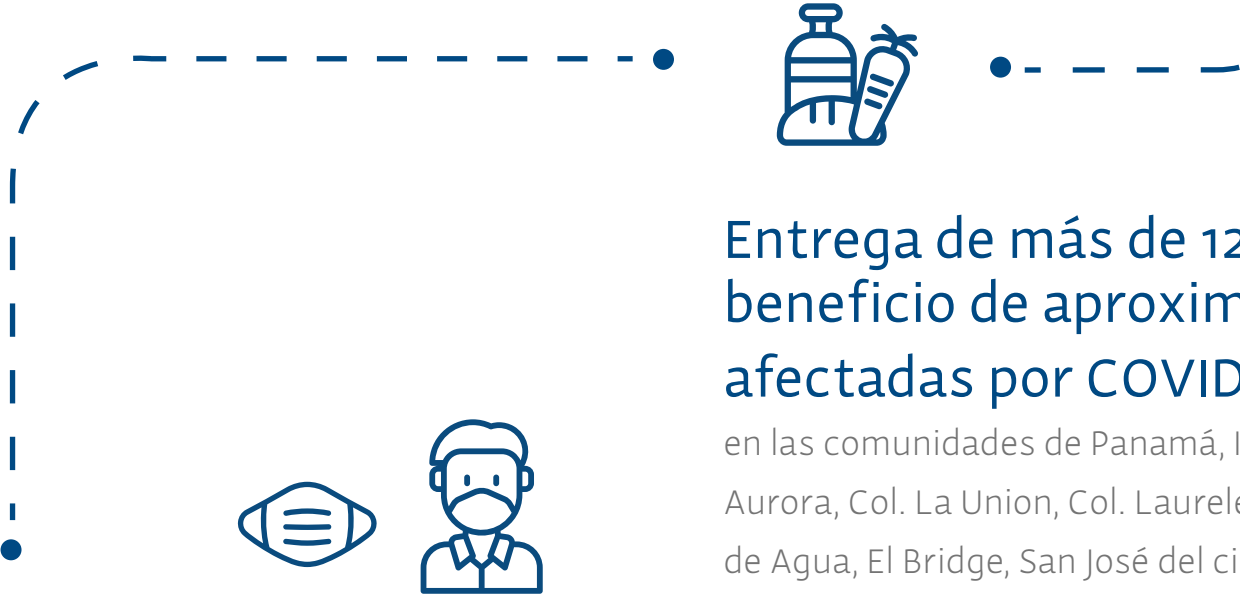 Entrega de más de 12
beneficio de aproxim
afectadas por COVID
en las comunidades de Panamá,
Aurora, Col. La Union, Col. Laurel
de Agua, El Bridge, San José del ci